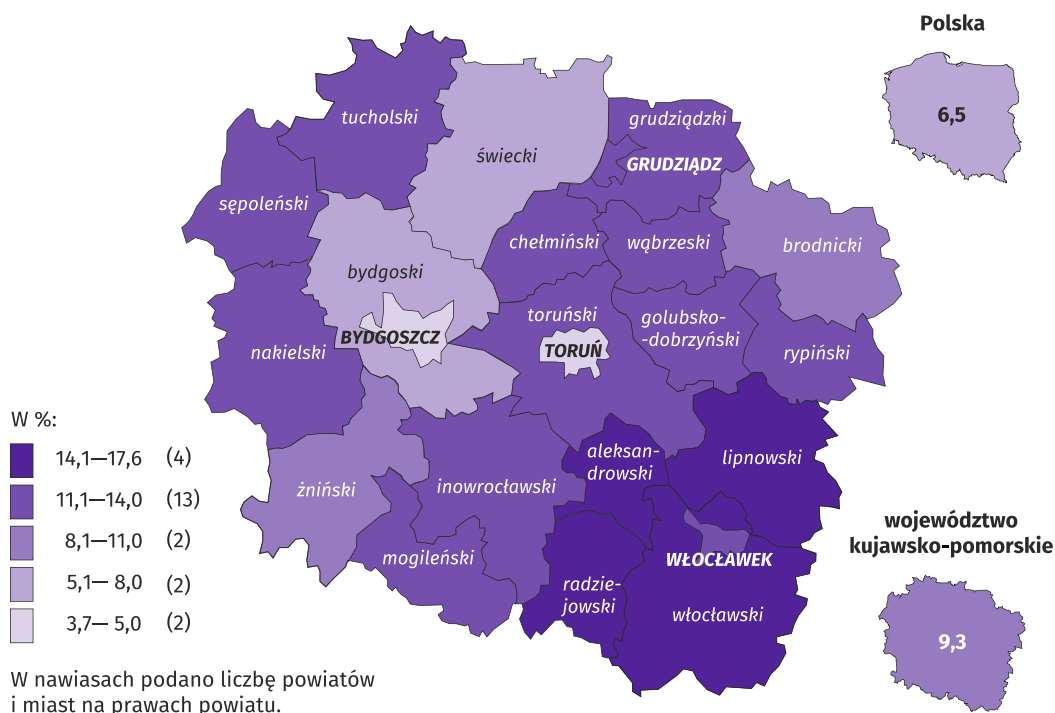 Polska
6,5
tucholski
grudziądzki
świecki
GRUDZIĄDZ
sępoleński
chełmiński
wąbrzeski
brodnicki
bydgoski
toruński
golubsko-
-dobrzyński
BYDGOSZCZ
TORUŃ
nakielski
rypiński
W %:
14,1—17,6 (4)
11,1—14,0 (13)
8,1—11,0 (2)
5,1— 8,0 (2)
3,7— 5,0 (2)
aleksan-
drowski
lipnowski
żniński
inowrocławski
mogileński
radzie-
jowski
WŁOCŁAWEK
włocławski
województwo
kujawsko-pomorskie
9,3
W nawiasach podano liczbę powiatów
i miast na prawach powiatu.